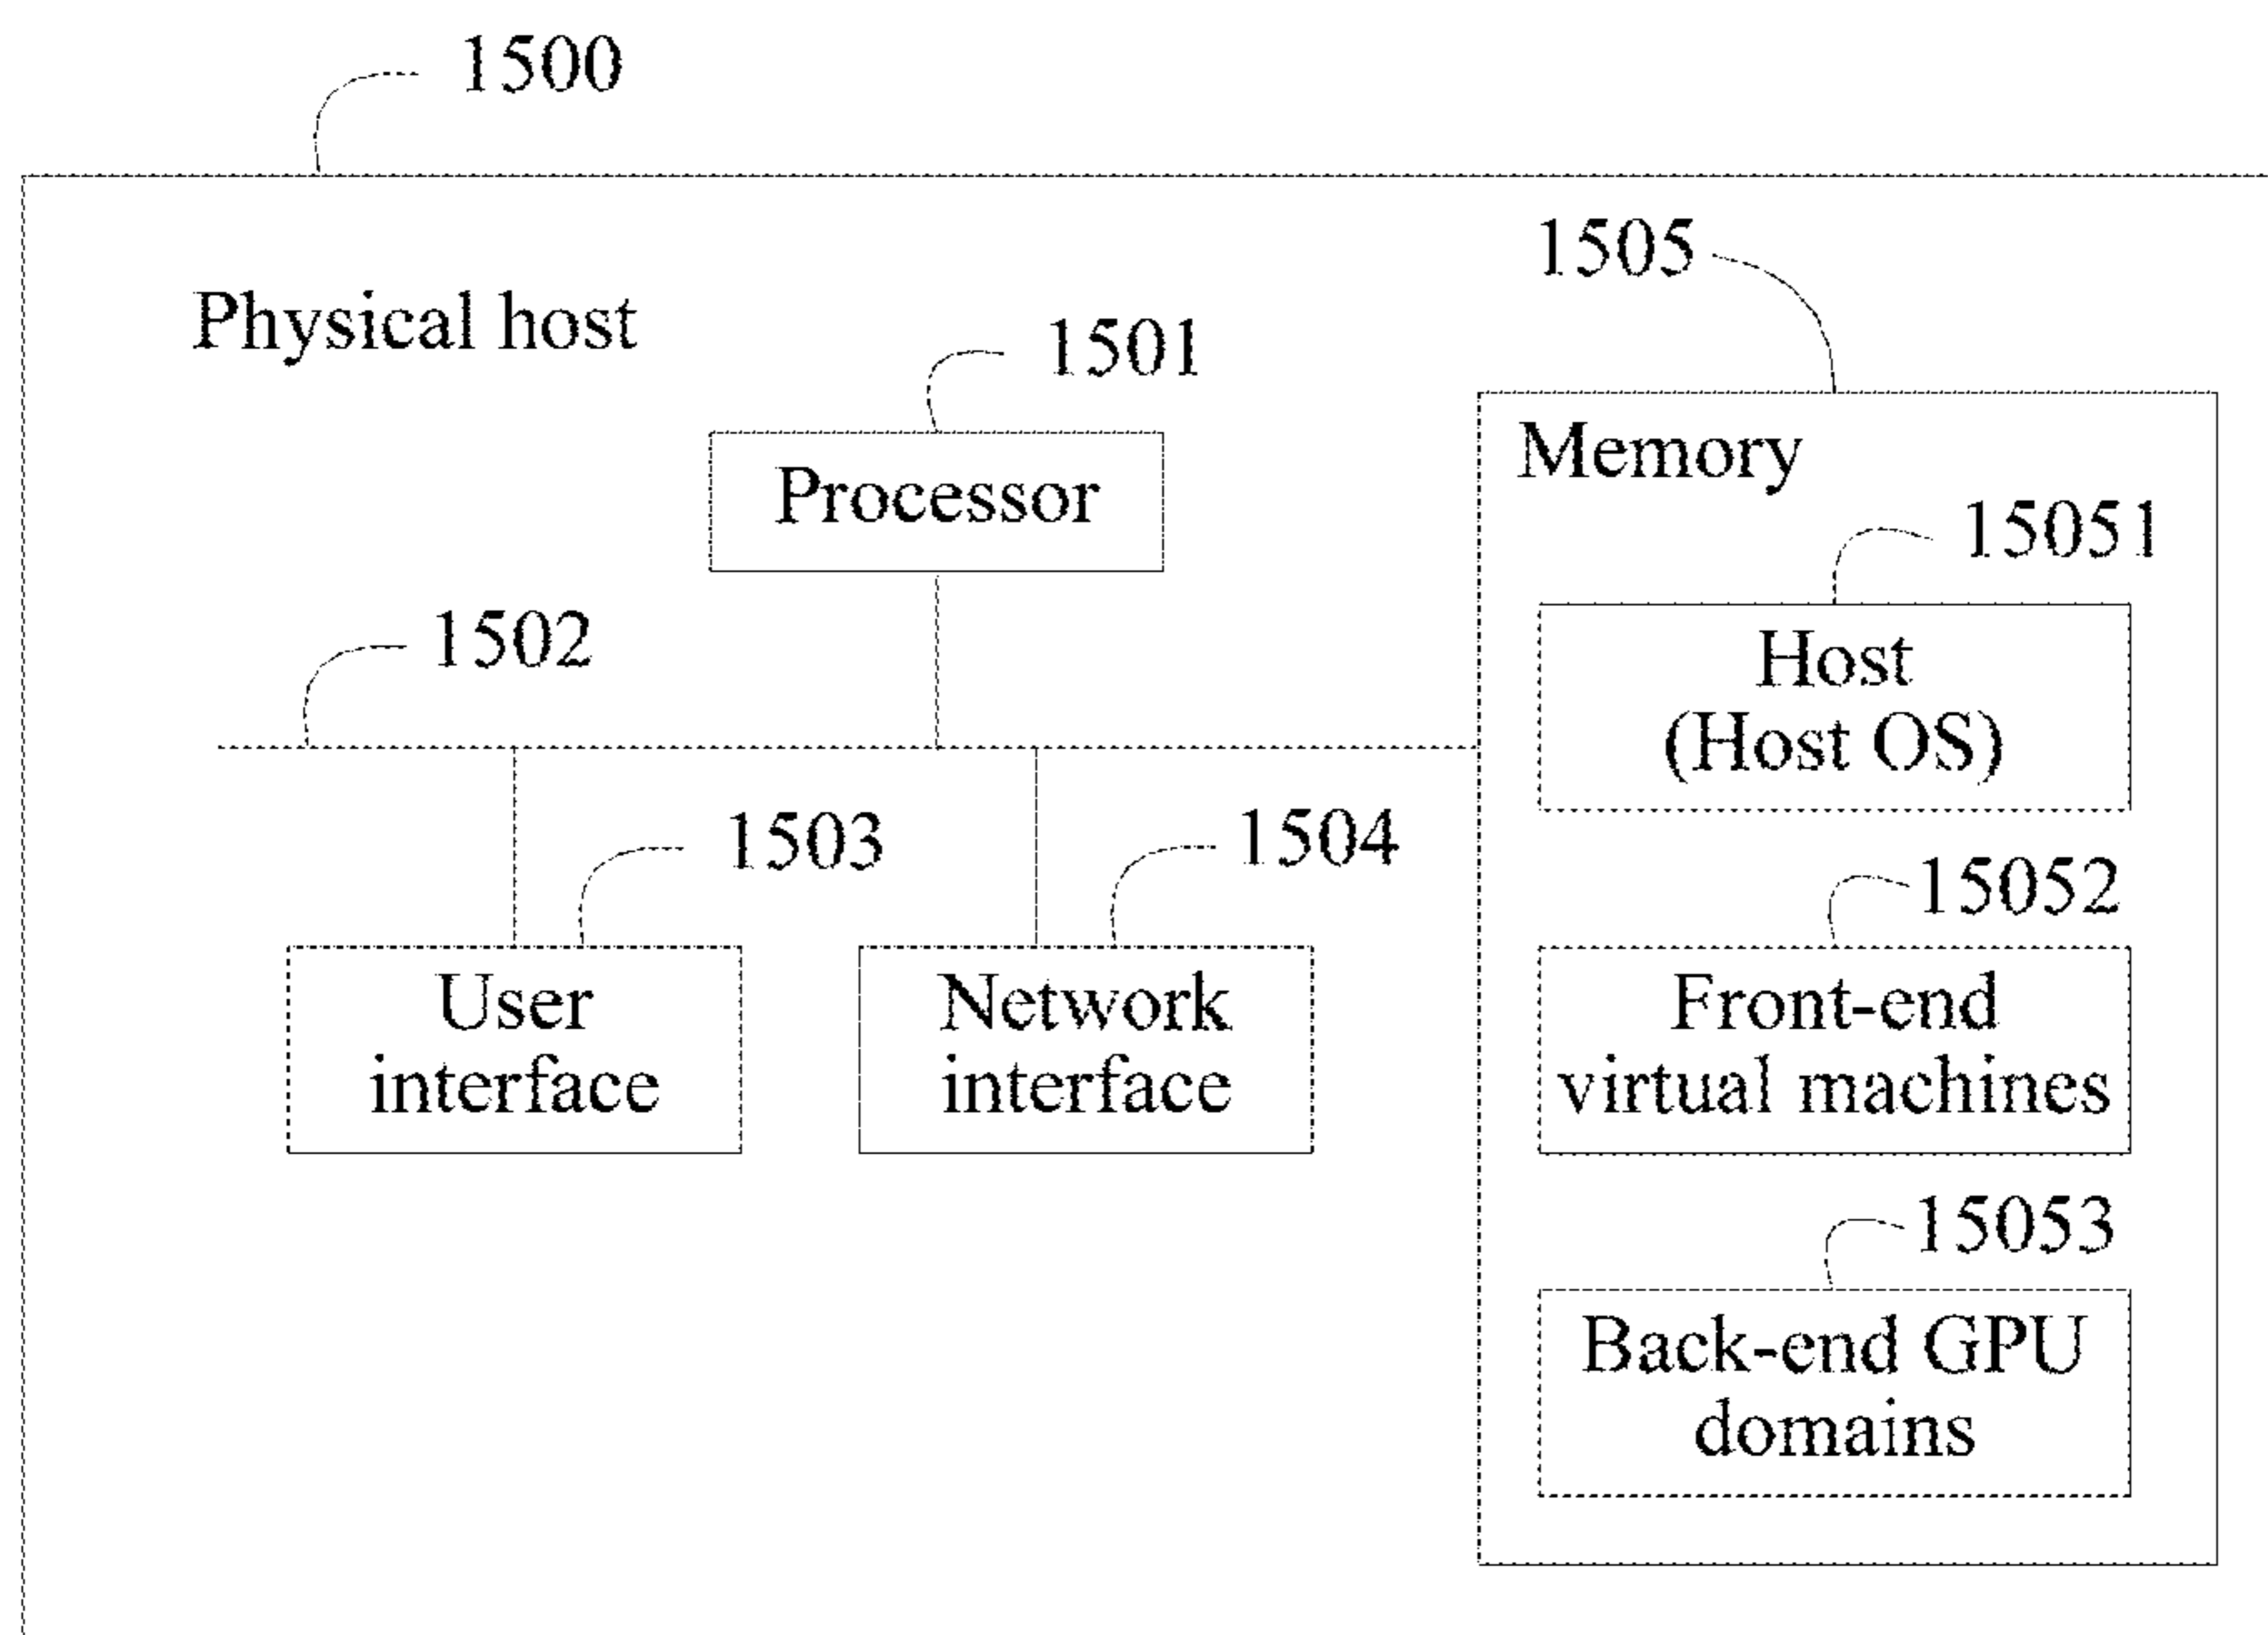 1500
1505
Physical host
1501
Memory
Processor
15051
Host
(Host OS)
1502
1503
1504
15052
User
interface
Network
interface
Front-end
virtual machines
15053
Back-end GPU
domains